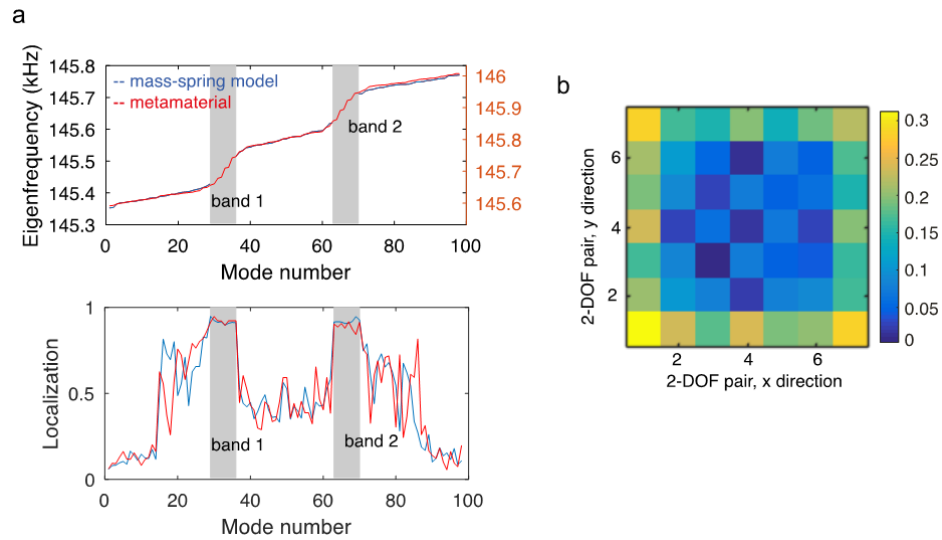 a
145.8
145.7
145.6
145.5
145.4
145.3
Eigenfrequency (kHz)
mass-spring model
metamaterial
band 1
band 2
146
145.9
145.8
145.7
145.6
0 20 40 60 80 100
Mode number
1
0.5
0
Localization
band 1
band 2
0 20 40 60 80 100
Mode number
b
6
4
2
2-DOF pair, y direction
2 4 6
2-DOF pair, x direction
0.3
0.25
0.2
0.15
0.1
0.05
0